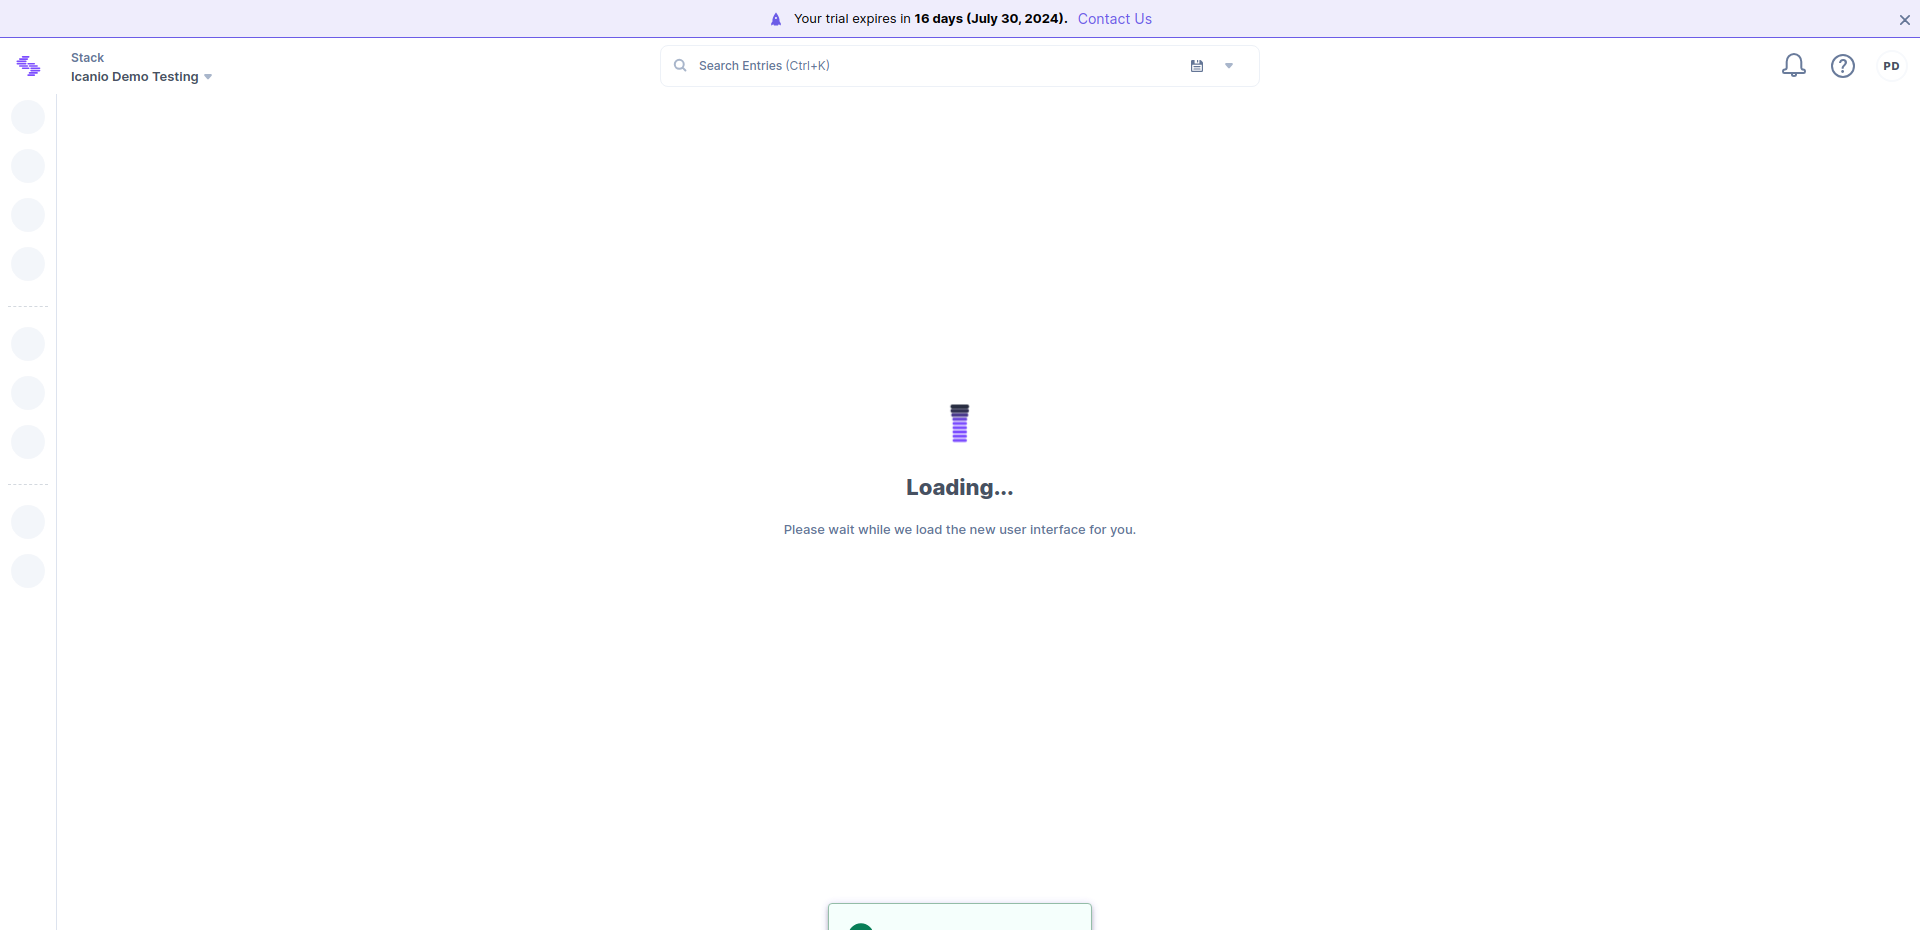 Your trial expires in 16 days (July 30, 2024). Contact Us
Stack
Icanio Demo Testing
Search Entries (Ctrl+K)
PD
Loading...
Please wait while we load the new user interface for you.